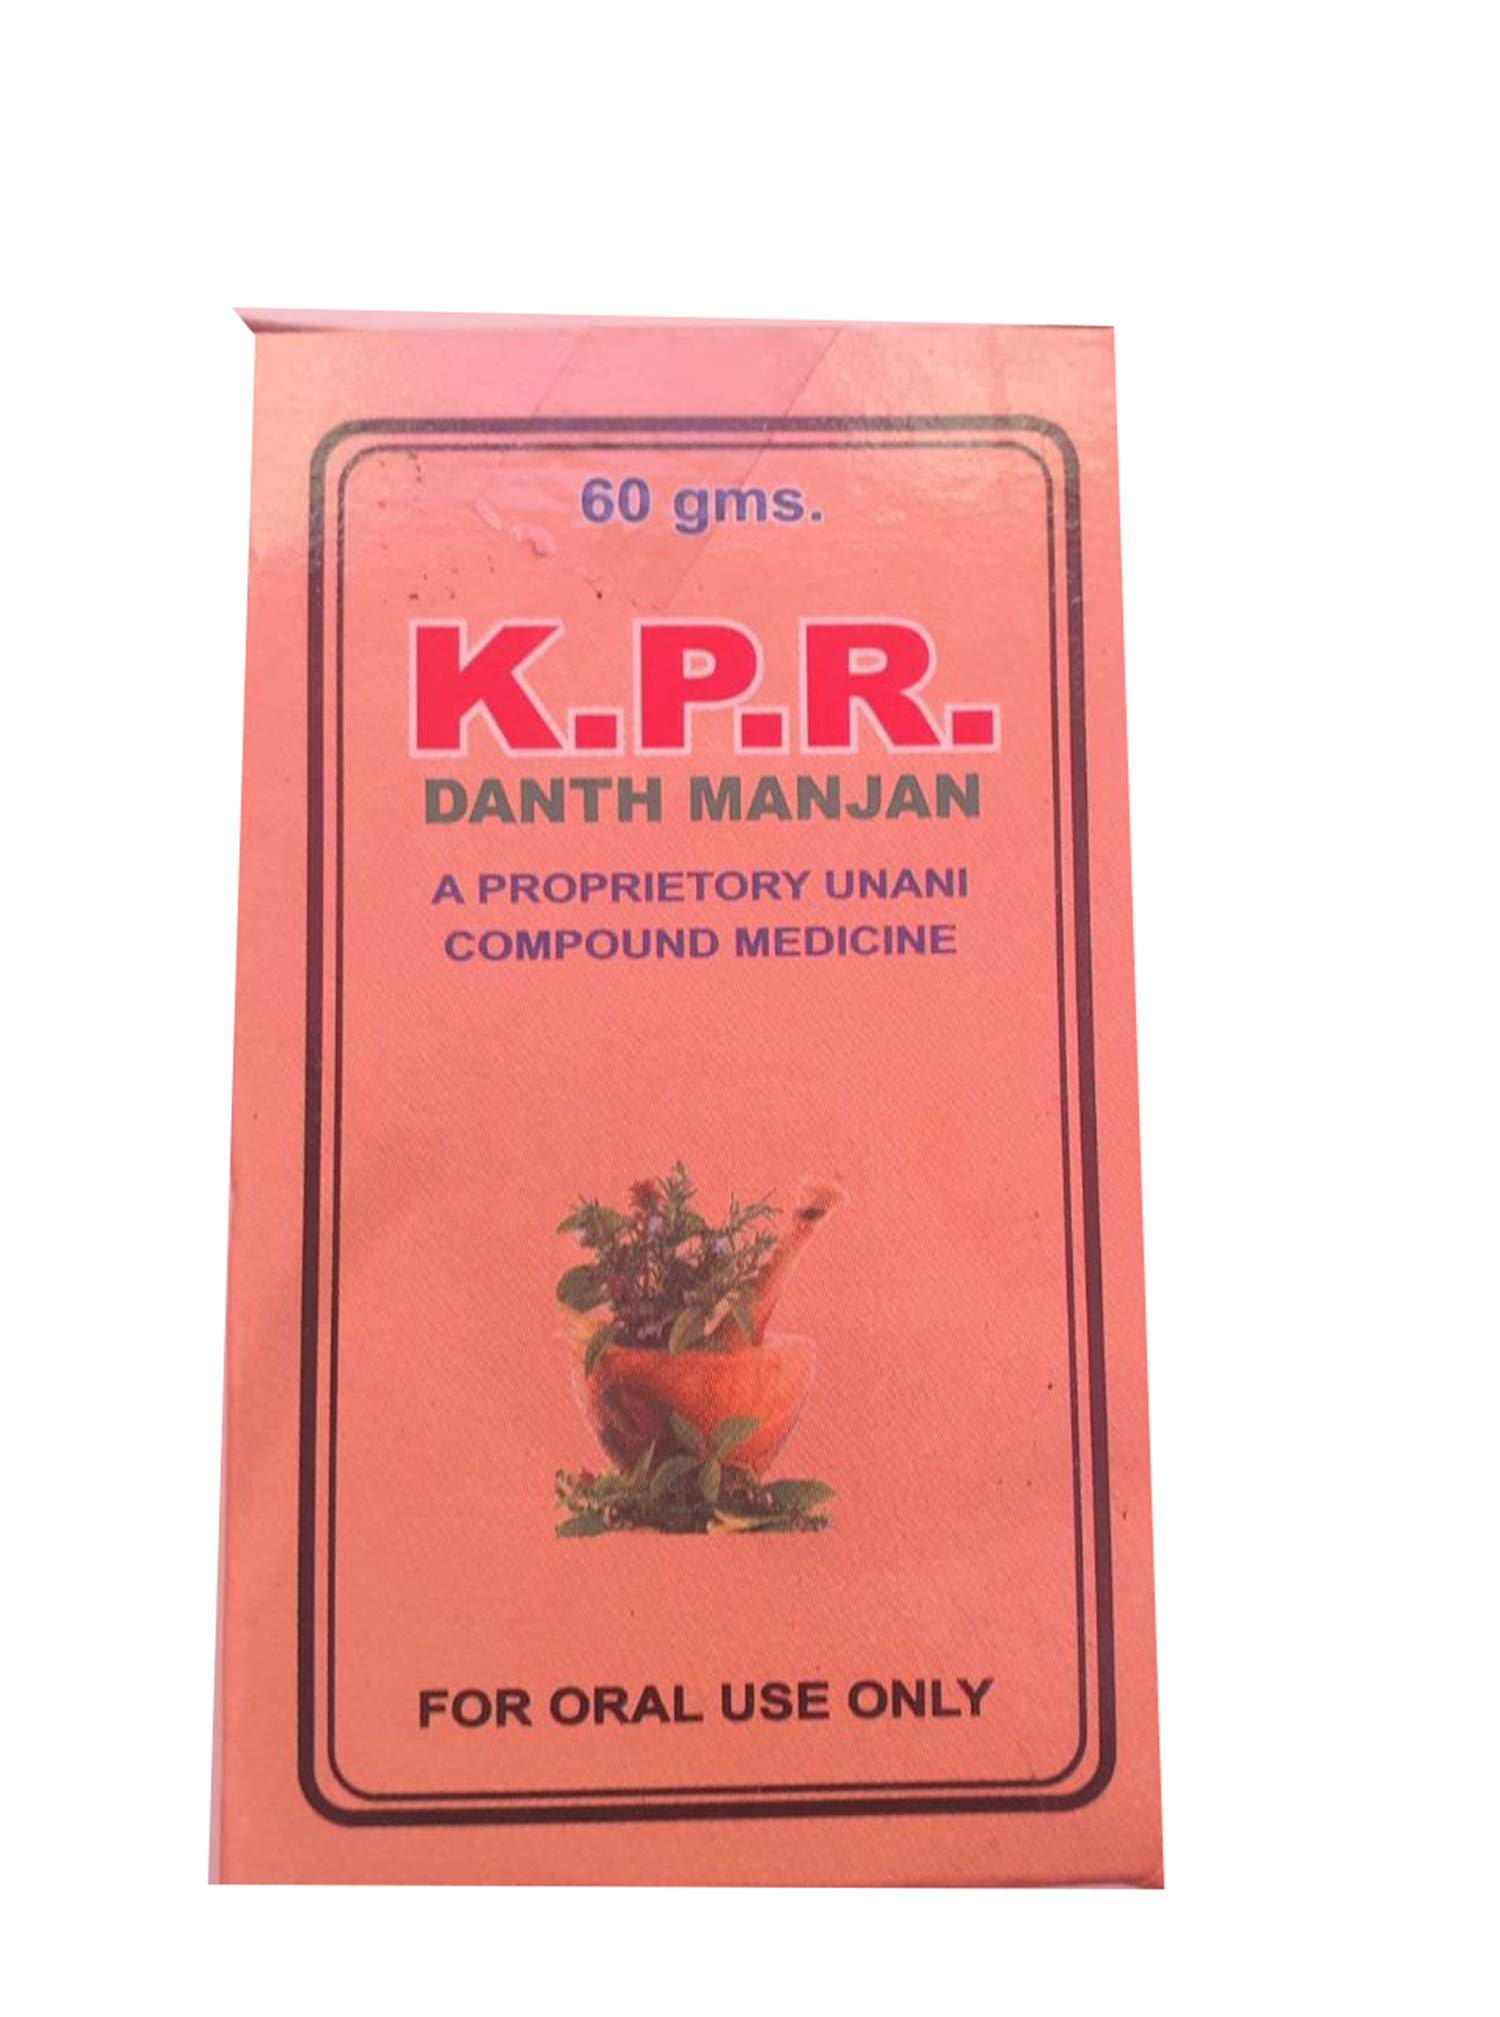 60 gms.
K.P.R.
DANTH MANJAN
A PROPRIETORY UNANI
COMPOUND MEDICINE
FOR ORAL USE ONLY